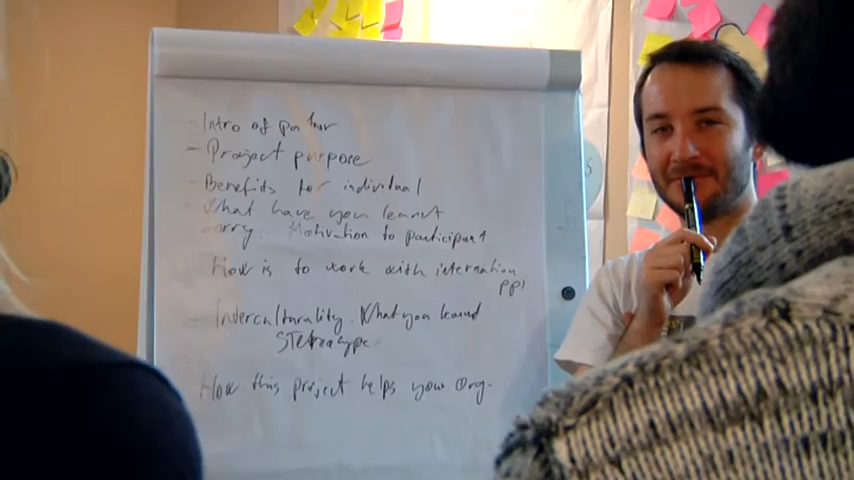 - Intro of partner
- Project purpose
- Benefits for individual
- What have you learnt
Motivation to participant
How is to work with internation
ppl
- Interculturality. What you learnd
STEreotype
How this project helps your org.